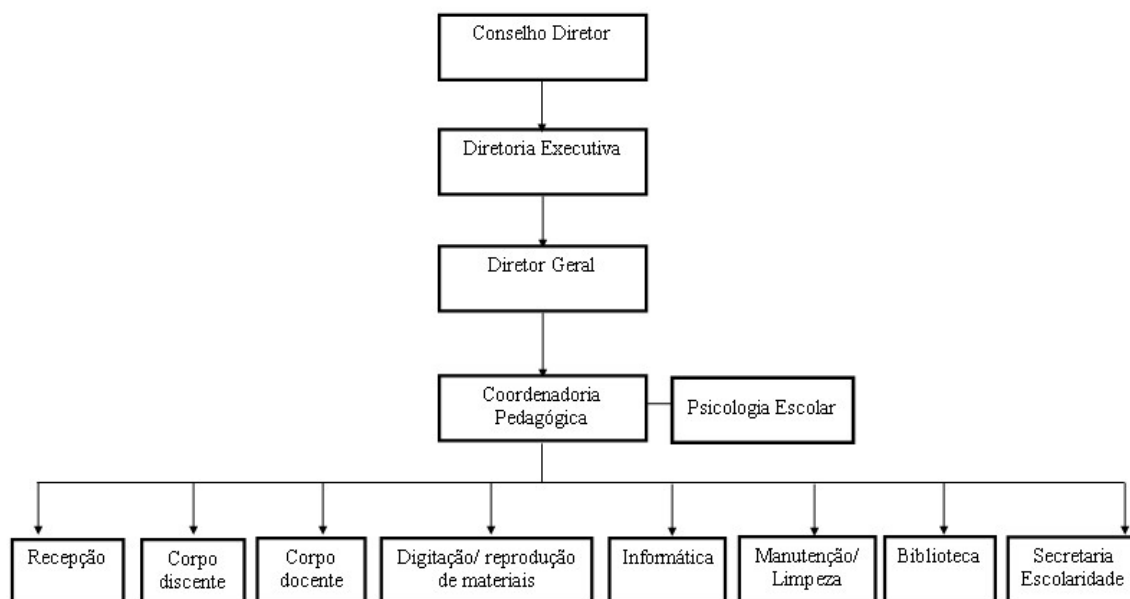 Conselho Diretor
Diretoria Executiva
Diretor Geral
Coordenadoria
Pedagógica
Psicologia Escolar
Recepção
Corpo
discente
Corpo
docente
Digitação/ reprodução
de materiais
Informática
Manutenção/
Limpeza
Biblioteca
Secretaria
Escolaridade